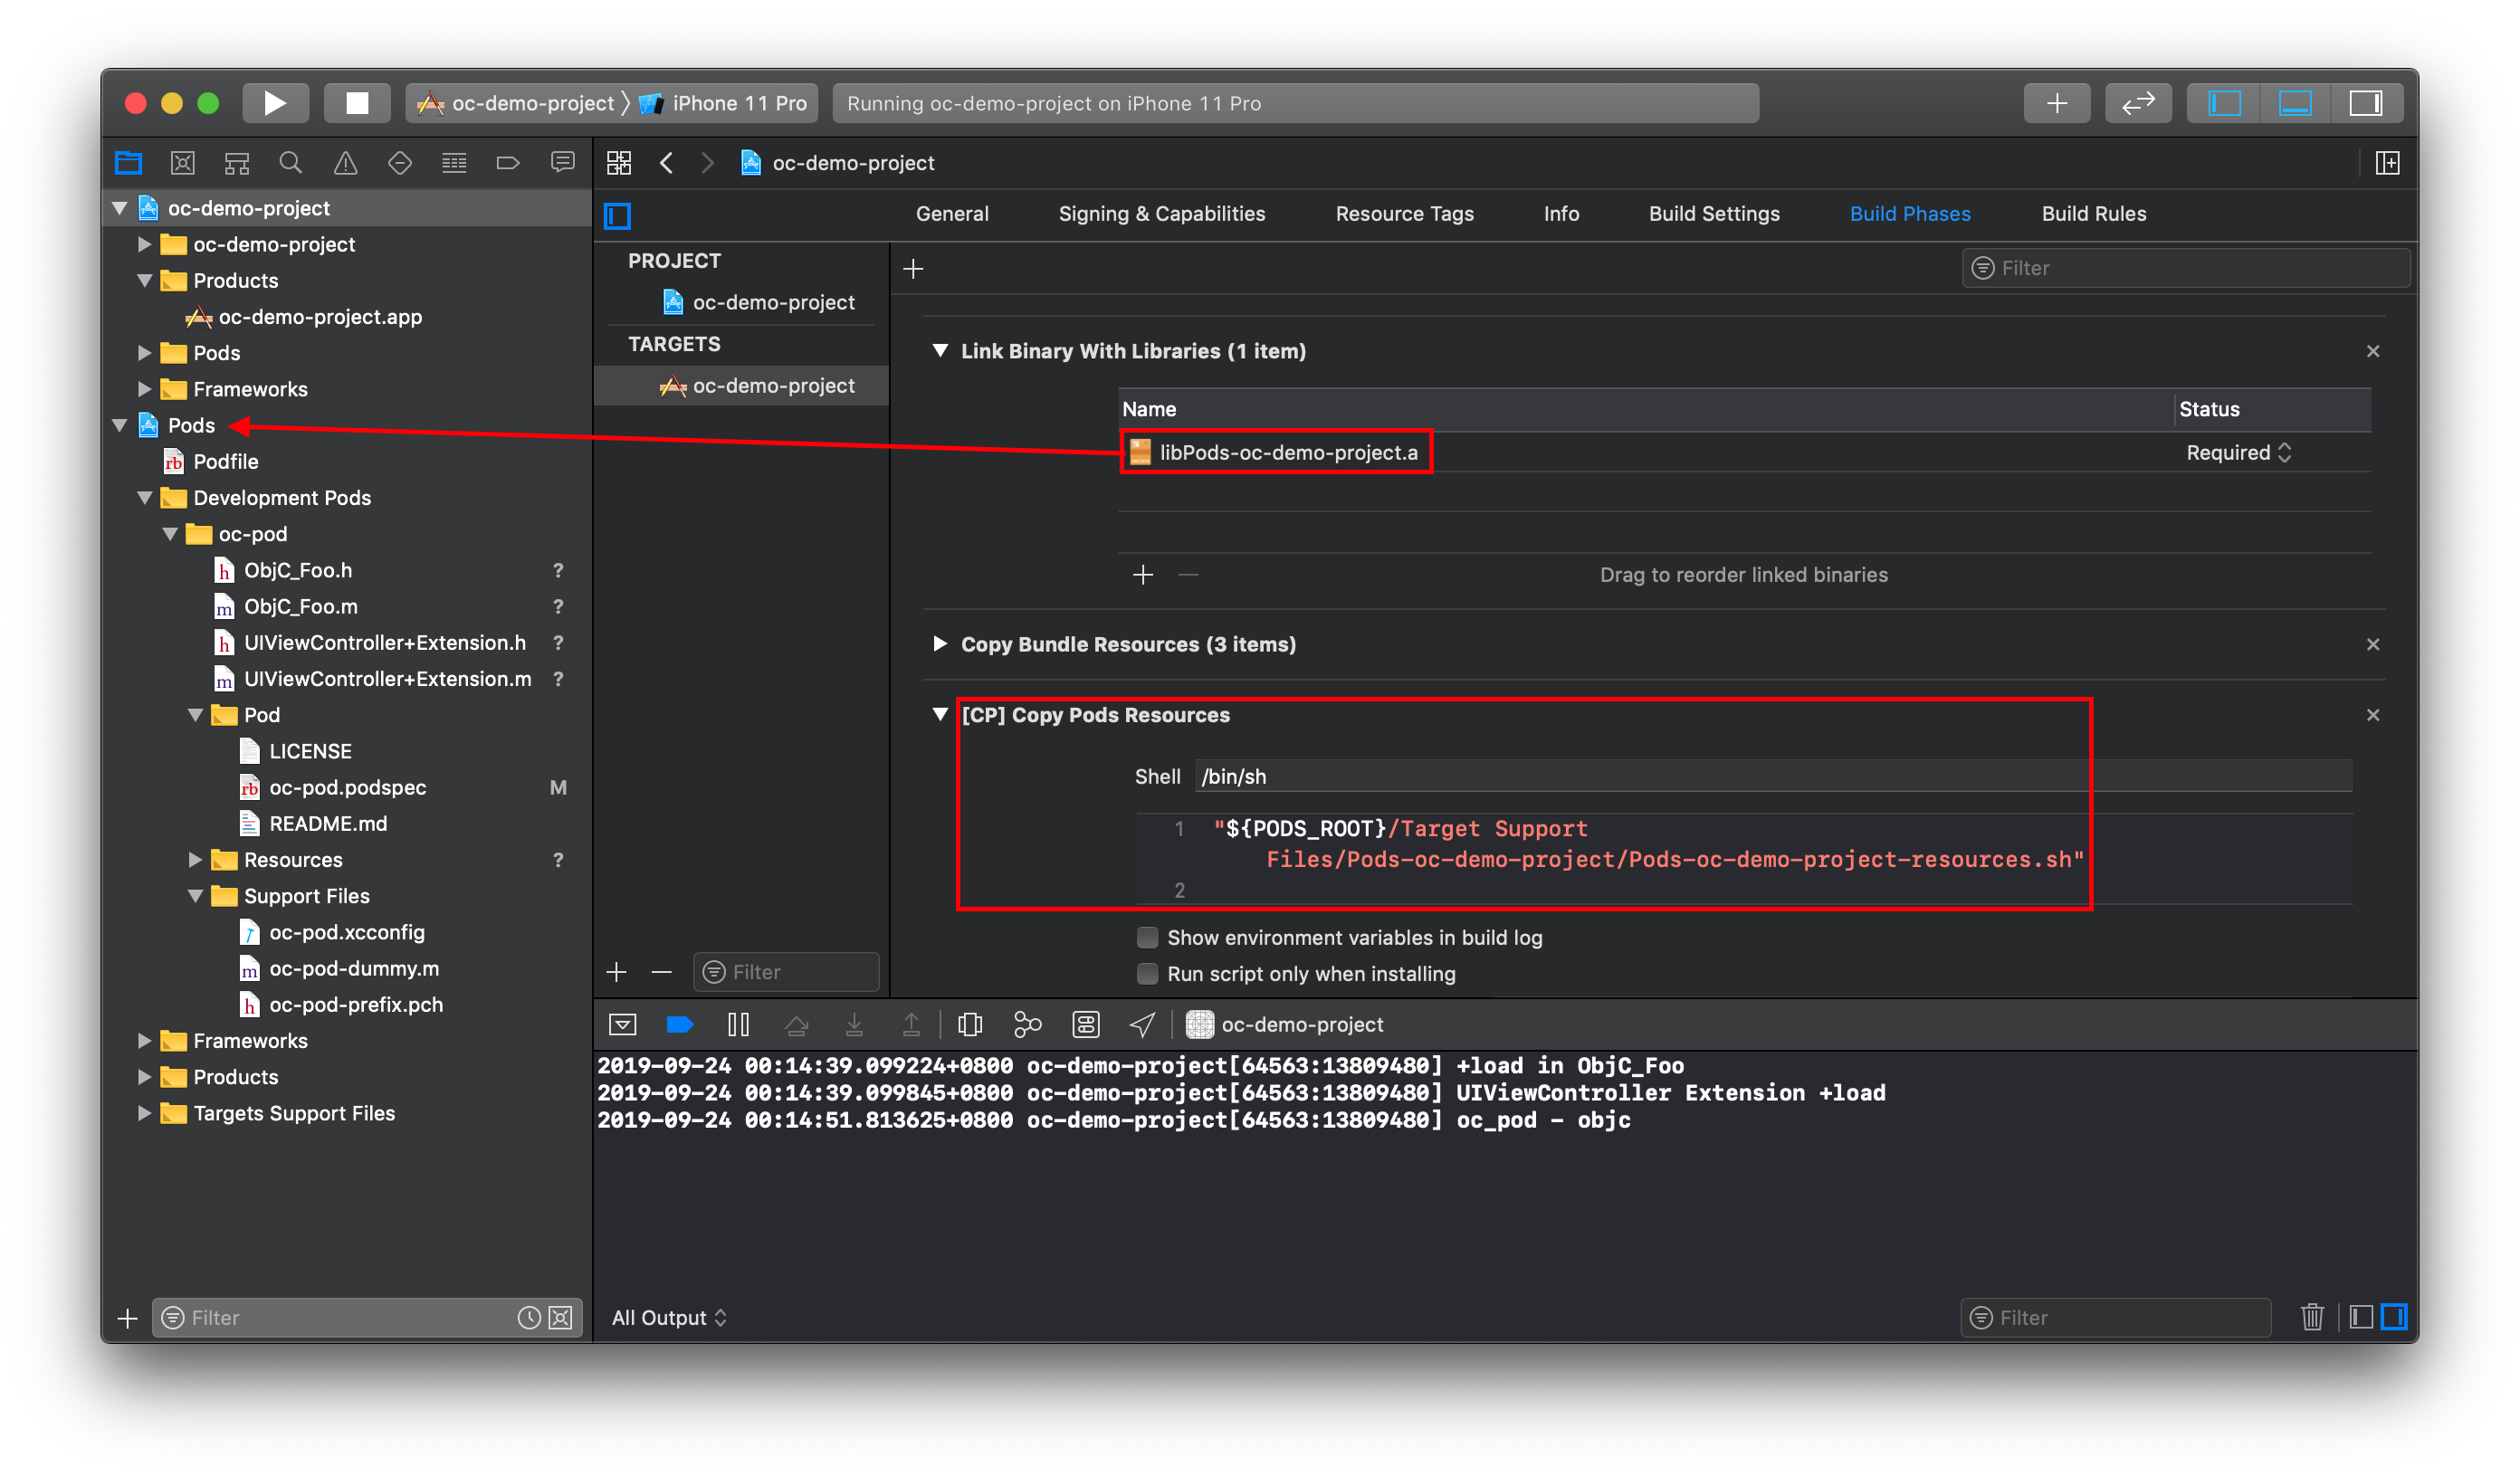 oc-demo-project 〉 iPhone 11 Pro
Running oc-demo-project on iPhone 11 Pro
oc-demo-project
oc-demo-project
Products
oc-demo-project.app
Pods
Frameworks
Pods
Podfile
Development Pods
oc-pod
ObjC_Foo.h ?
ObjC_Foo.m ?
UIViewController+Extension.h ?
UIViewController+Extension.m ?
Pod
LICENSE
oc-pod.podspec M
README.md
Resources ?
Support Files
oc-pod.xcconfig
oc-pod-dummy.m
oc-pod-prefix.pch
Frameworks
Products
Targets Support Files
Filter
oc-demo-project
General Signing & Capabilities Resource Tags Info Build Settings Build Phases Build Rules
PROJECT
oc-demo-project
TARGETS
oc-demo-project
Filter
Filter
Link Binary With Libraries (1 item)
Name Status
libPods-oc-demo-project.a Required
Drag to reorder linked binaries
Copy Bundle Resources (3 items)
[CP] Copy Pods Resources
Shell /bin/sh
1 "${PODS_ROOT}/Target Support
Files/Pods-oc-demo-project/Pods-oc-demo-project-resources.sh"
2
Show environment variables in build log
Run script only when installing
oc-demo-project
2019-09-24 00:14:39.099224+0800 oc-demo-project[64563:13809480] +load in ObjC_Foo
2019-09-24 00:14:39.099845+0800 oc-demo-project[64563:13809480] UIViewController Extension +load
2019-09-24 00:14:51.813625+0800 oc-demo-project[64563:13809480] oc_pod - objc
All Output
Filter